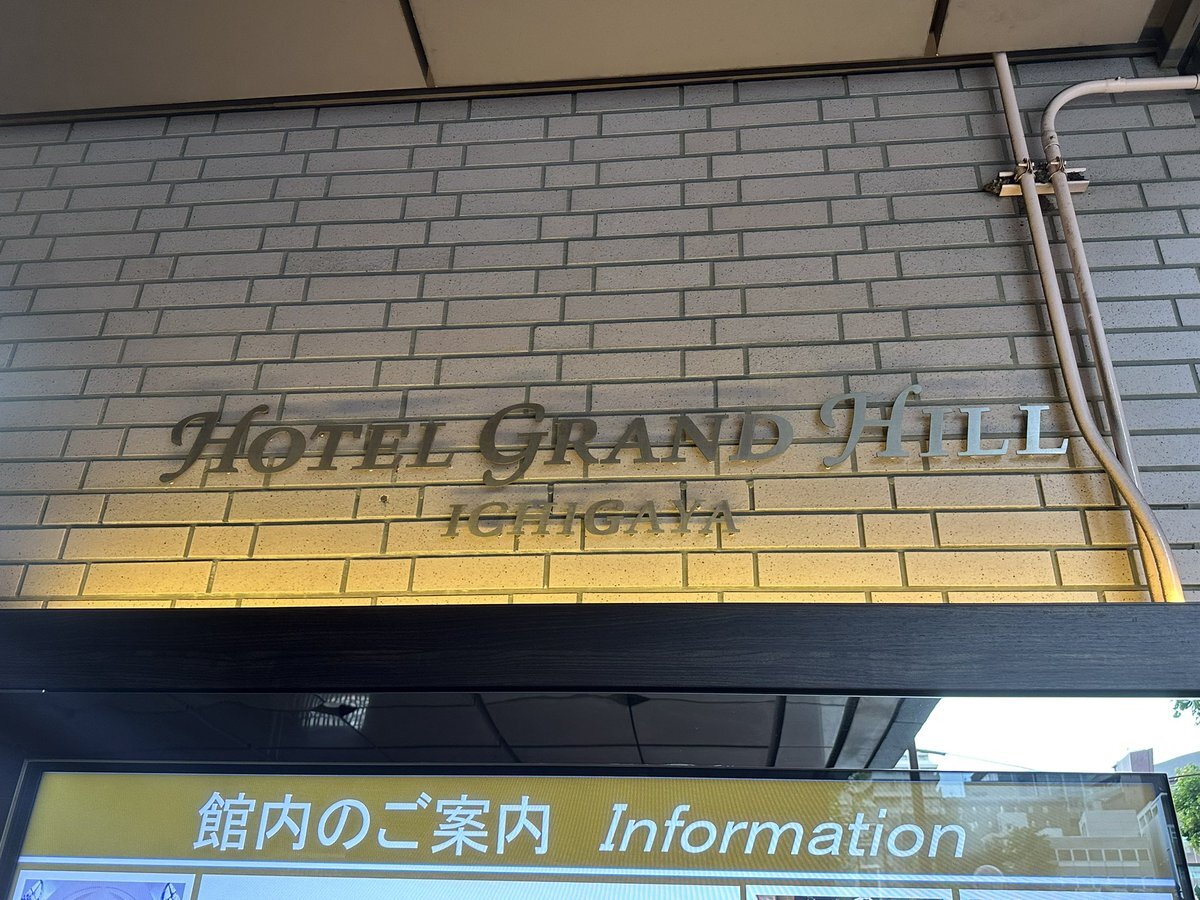 HOTEL GRAND HILL
ICHIGAYA
館内のご案内 Information